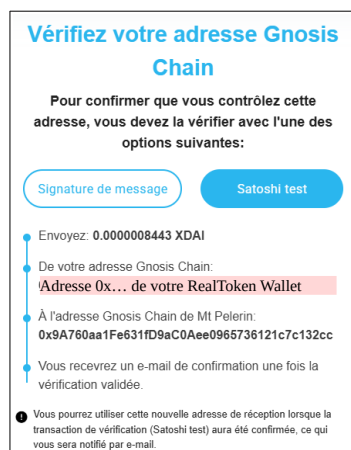 Vérifiez votre adresse Gnosis
Chain
Pour confirmer que vous contrôlez cette
adresse, vous devez la vérifier avec l'une des
options suivantes:
Signature de message
Satoshi test
Envoyez: 0.0000008443 XDAI
De votre adresse Gnosis Chain:
Adresse 0x… de votre RealToken Wallet
À l'adresse Gnosis Chain de Mt Pelerin:
0x9A760aa1Fe631fD9aC0Aee0965736121c7c132cc
Vous recevrez un e-mail de confirmation une fois la
vérification validée.
Vous pourrez utiliser cette nouvelle adresse de réception lorsque la
transaction de vérification (Satoshi test) aura été confirmée, ce qui
vous sera notifié par e-mail.